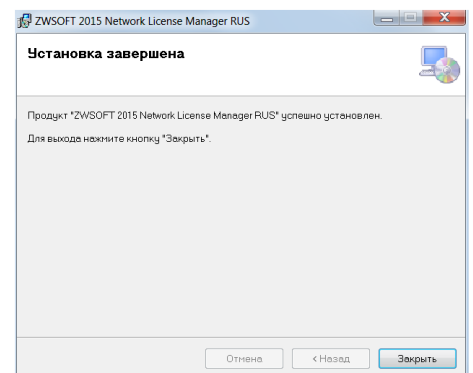 ZWSOFT 2015 Network License Manager RUS
Установка завершена
Продукт "ZWSOFT 2015 Network License Manager RUS" успешно установлен.
Для выхода нажмите кнопку "Закрыть".
Отмена
< Назад
Закрыть